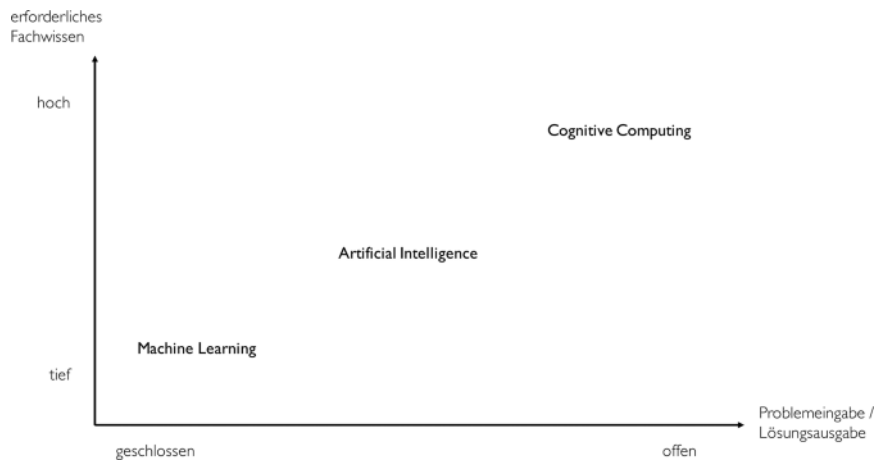 erforderliches
Fachwissen
hoch
Cognitive Computing
Artificial Intelligence
Machine Learning
tief
Problemeingabe /
Lösungsausgabe
geschlossen
offen